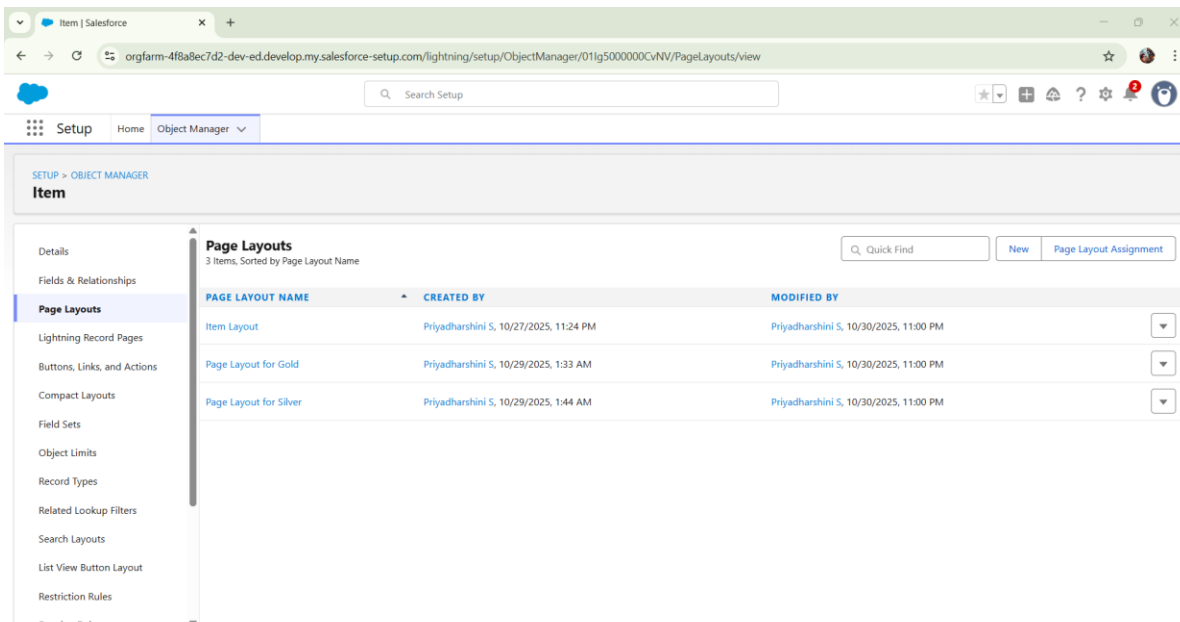 Item | Salesforce
orgfarm-4f8a8ec7d2-dev-ed.develop.my.salesforce-setup.com/lightning/setup/ObjectManager/01Ig5000000CvNV/PageLayouts/view
Search Setup
2
Setup Home Object Manager
SETUP > OBJECT MANAGER
Item
Details
Fields & Relationships
Page Layouts
Lightning Record Pages
Buttons, Links, and Actions
Compact Layouts
Field Sets
Object Limits
Record Types
Related Lookup Filters
Search Layouts
List View Button Layout
Restriction Rules
Page Layouts
3 Items, Sorted by Page Layout Name
Quick Find New Page Layout Assignment
PAGE LAYOUT NAME CREATED BY MODIFIED BY
Item Layout Priyadharshini S, 10/27/2025, 11:24 PM Priyadharshini S, 10/30/2025, 11:00 PM
Page Layout for Gold Priyadharshini S, 10/29/2025, 1:33 AM Priyadharshini S, 10/30/2025, 11:00 PM
Page Layout for Silver Priyadharshini S, 10/29/2025, 1:44 AM Priyadharshini S, 10/30/2025, 11:00 PM